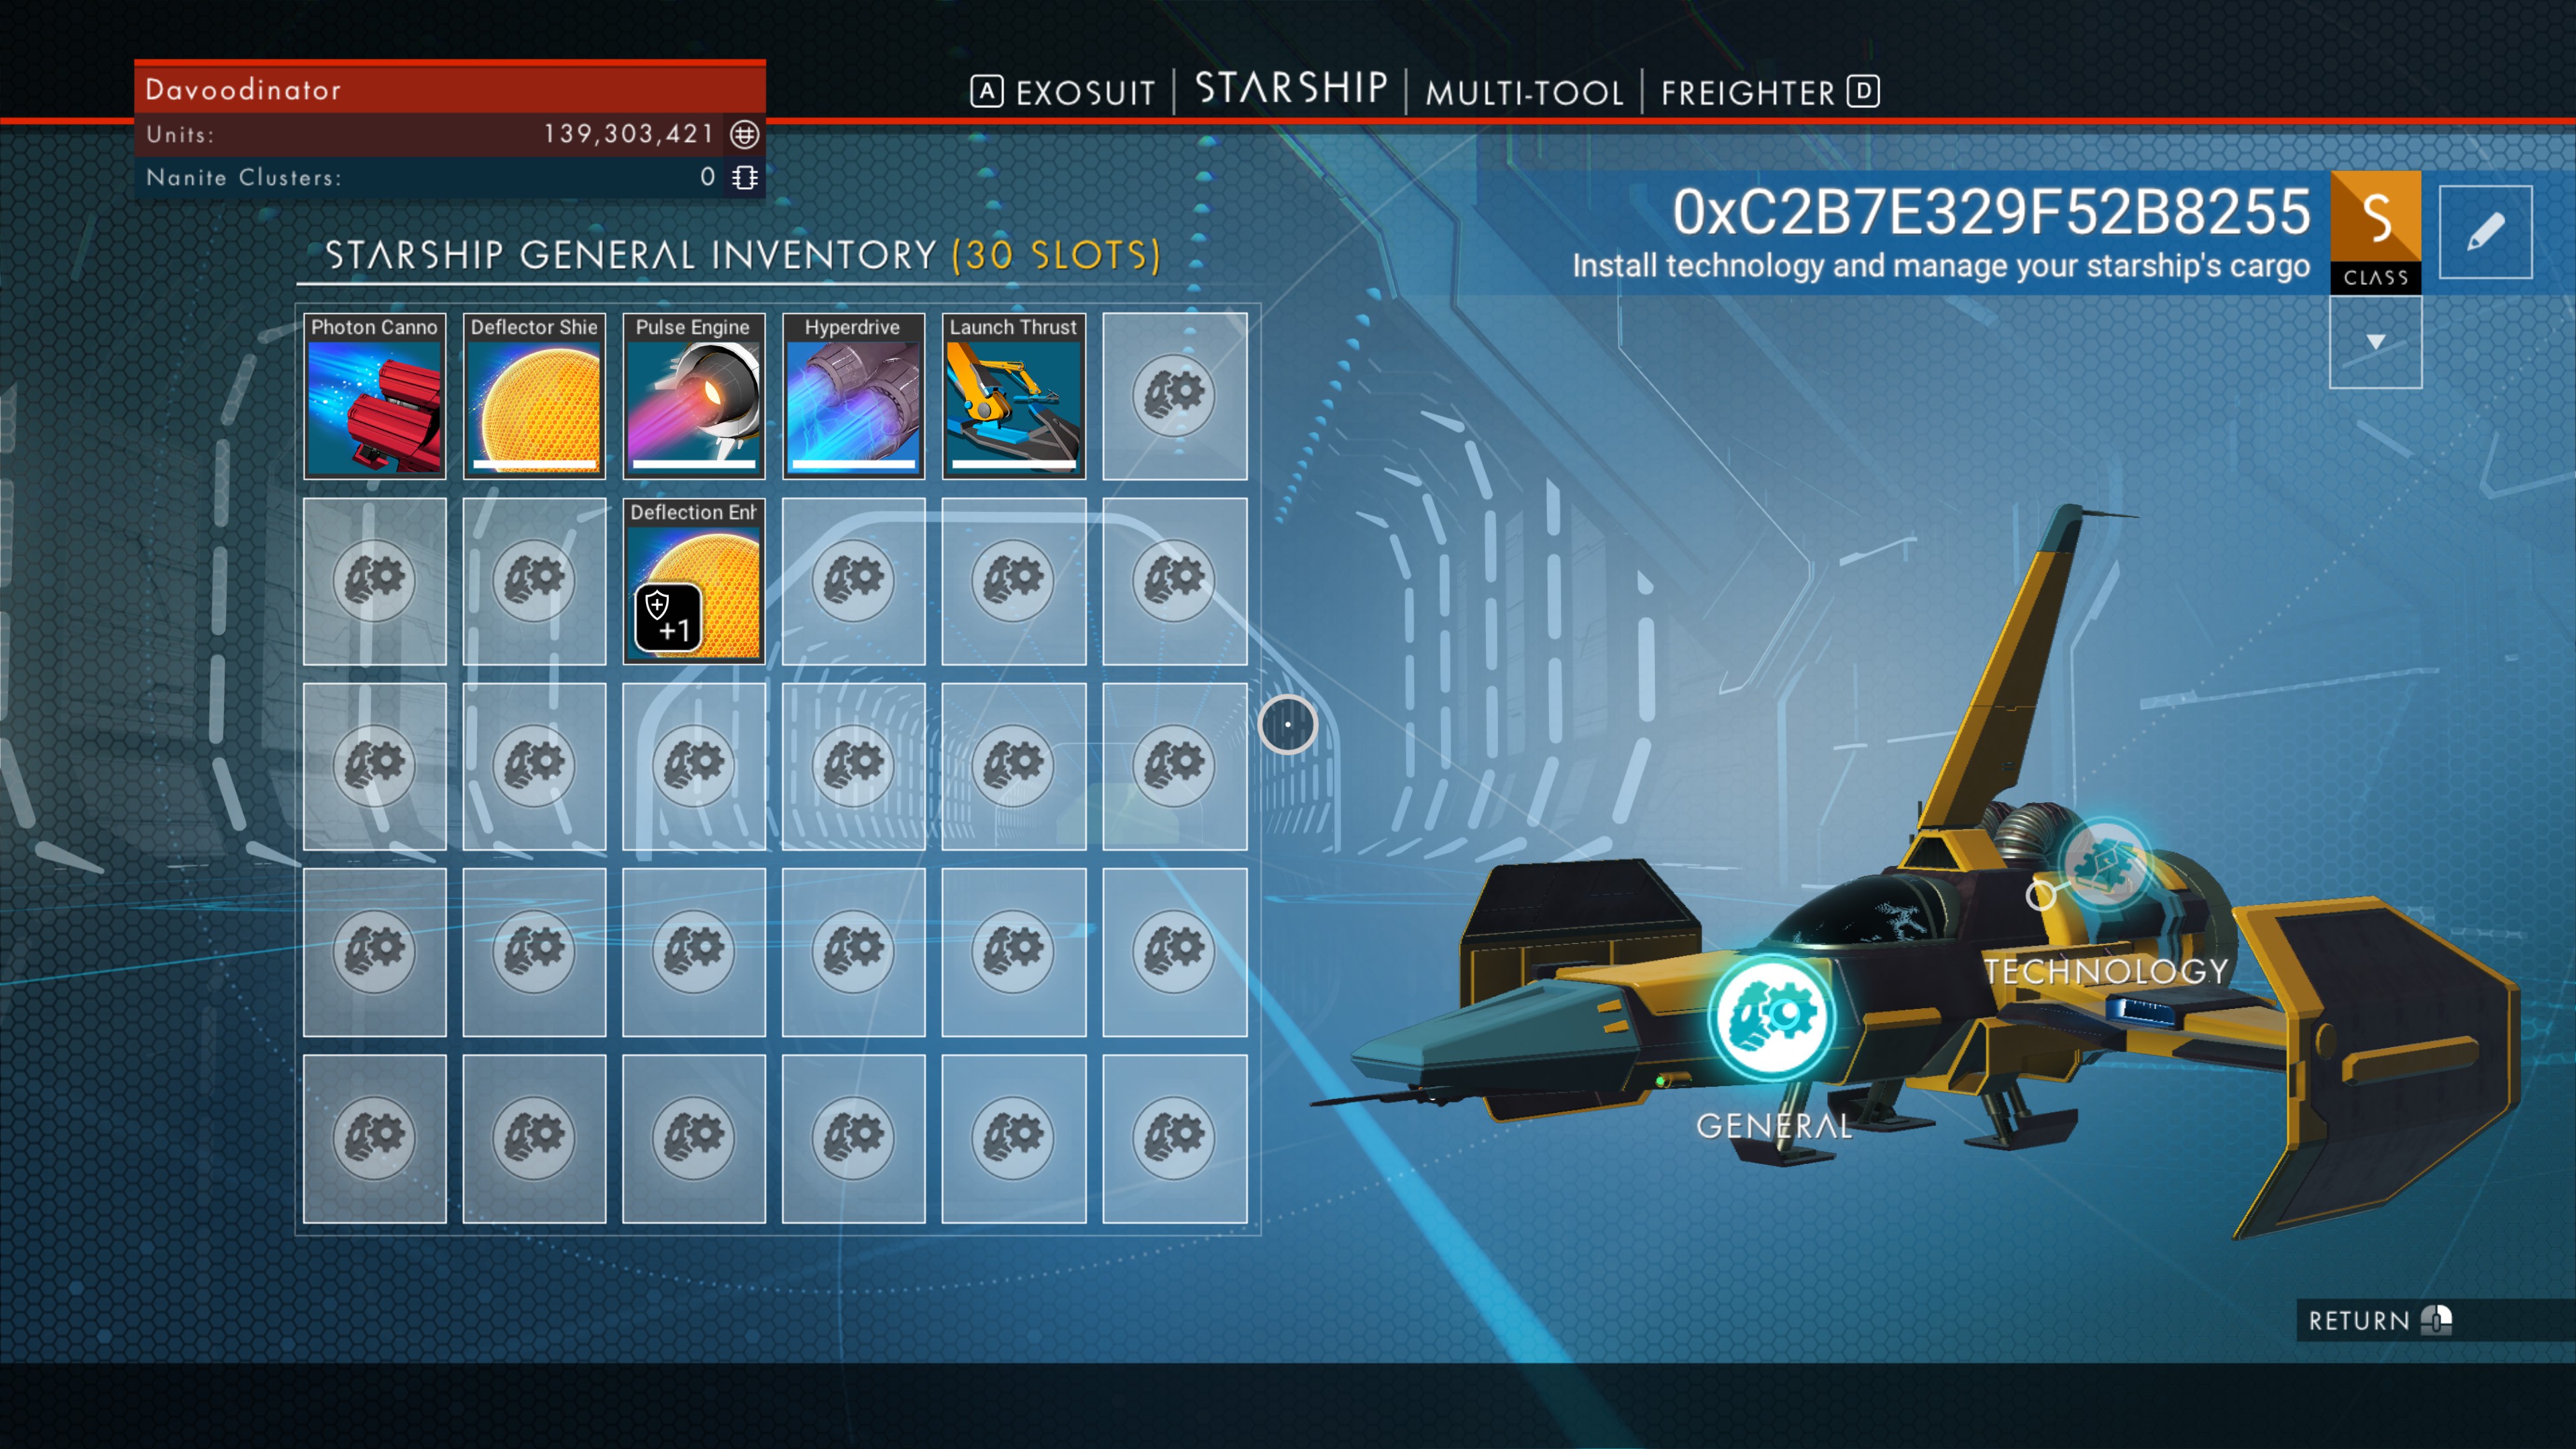 Davoodinator
Units: 139,303,421
Nanite Clusters: 0
A EXOSUIT STARSHIP MULTI-TOOL FREIGHTER D
0xC2B7E329F52B8255
Install technology and manage your starship's cargo
S
CLASS
STARSHIP GENERAL INVENTORY (30 SLOTS)
Photon Canno
Deflector Shie
Pulse Engine
Hyperdrive
Launch Thrust
Deflection Enh
+1
TECHNOLOGY
GENERAL
RETURN